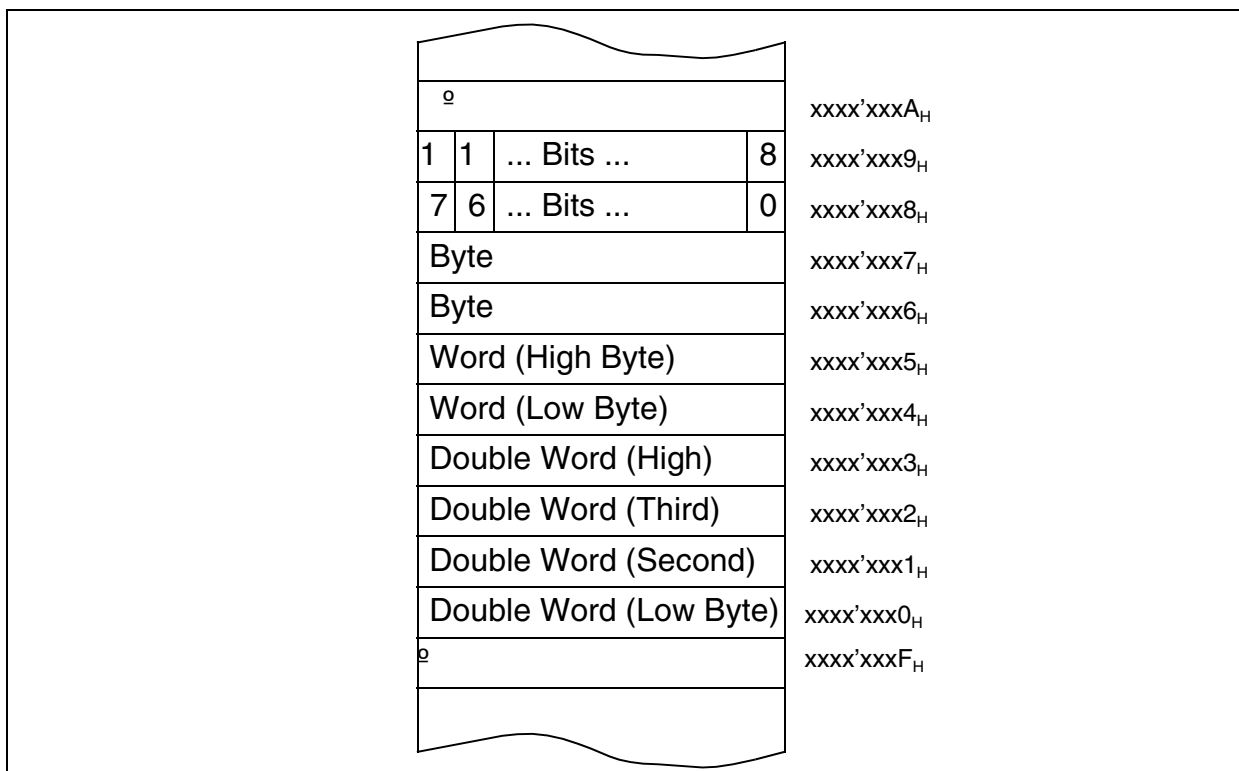 º xxxx'xxxAH
1 1 ... Bits ... 8 xxxx'xxx9H
7 6 ... Bits ... 0 xxxx'xxx8H
Byte xxxx'xxx7H
Byte xxxx'xxx6H
Word (High Byte) xxxx'xxx5H
Word (Low Byte) xxxx'xxx4H
Double Word (High) xxxx'xxx3H
Double Word (Third) xxxx'xxx2H
Double Word (Second) xxxx'xxx1H
Double Word (Low Byte) xxxx'xxx0H
º xxxx'xxxFH